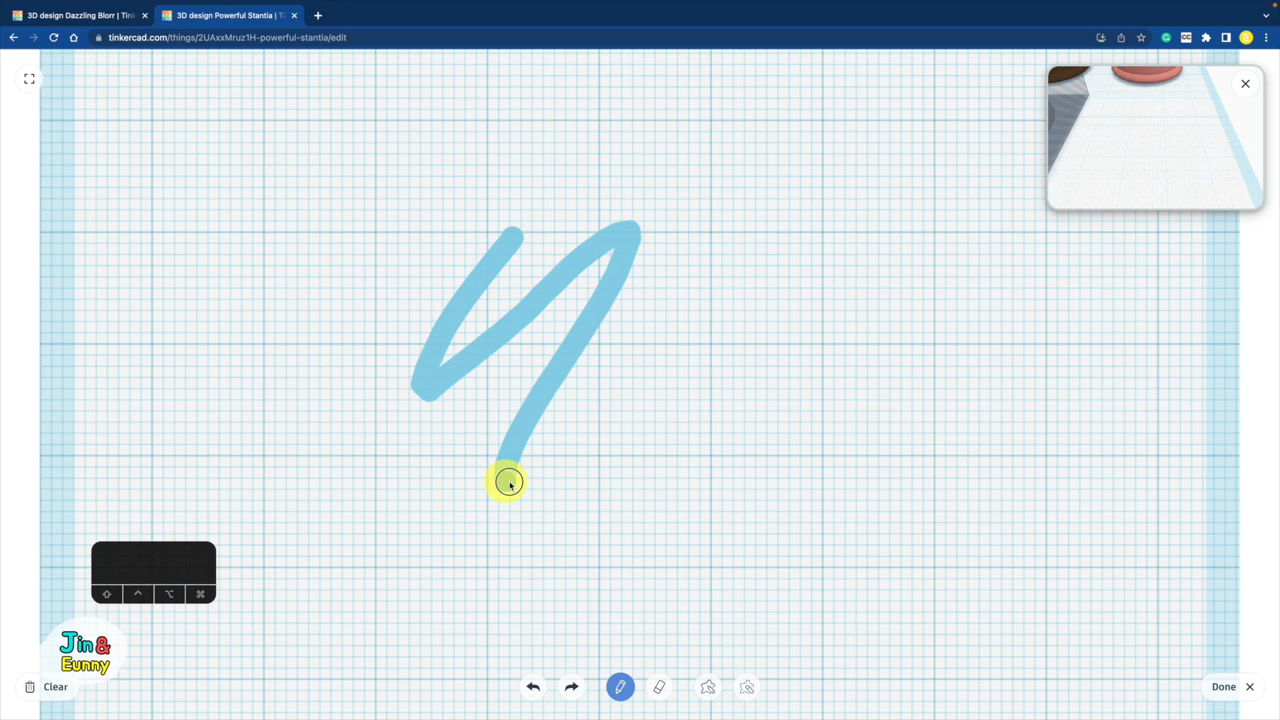 3D design Dazzling Blorr | Tink
3D design Powerful Stantia | Ti
tinkercad.com/things/2UAxxMruz1H-powerful-stantia/edit
CC
Jin &
Eunny
Clear
Done